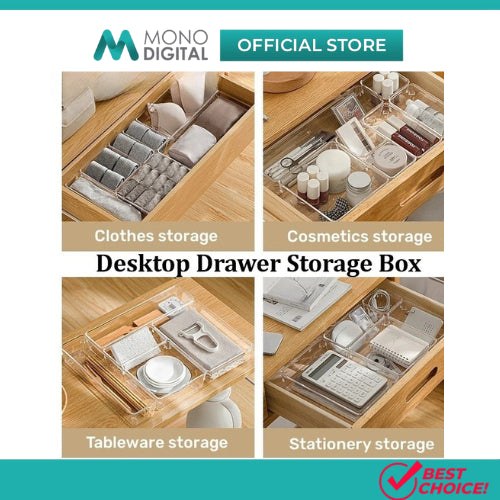 MONO
DIGITAL
OFFICIAL STORE
Clothes storage
Cosmetics storage
Desktop Drawer Storage Box
Tableware storage
Stationery storage
BEST
CHOICE!